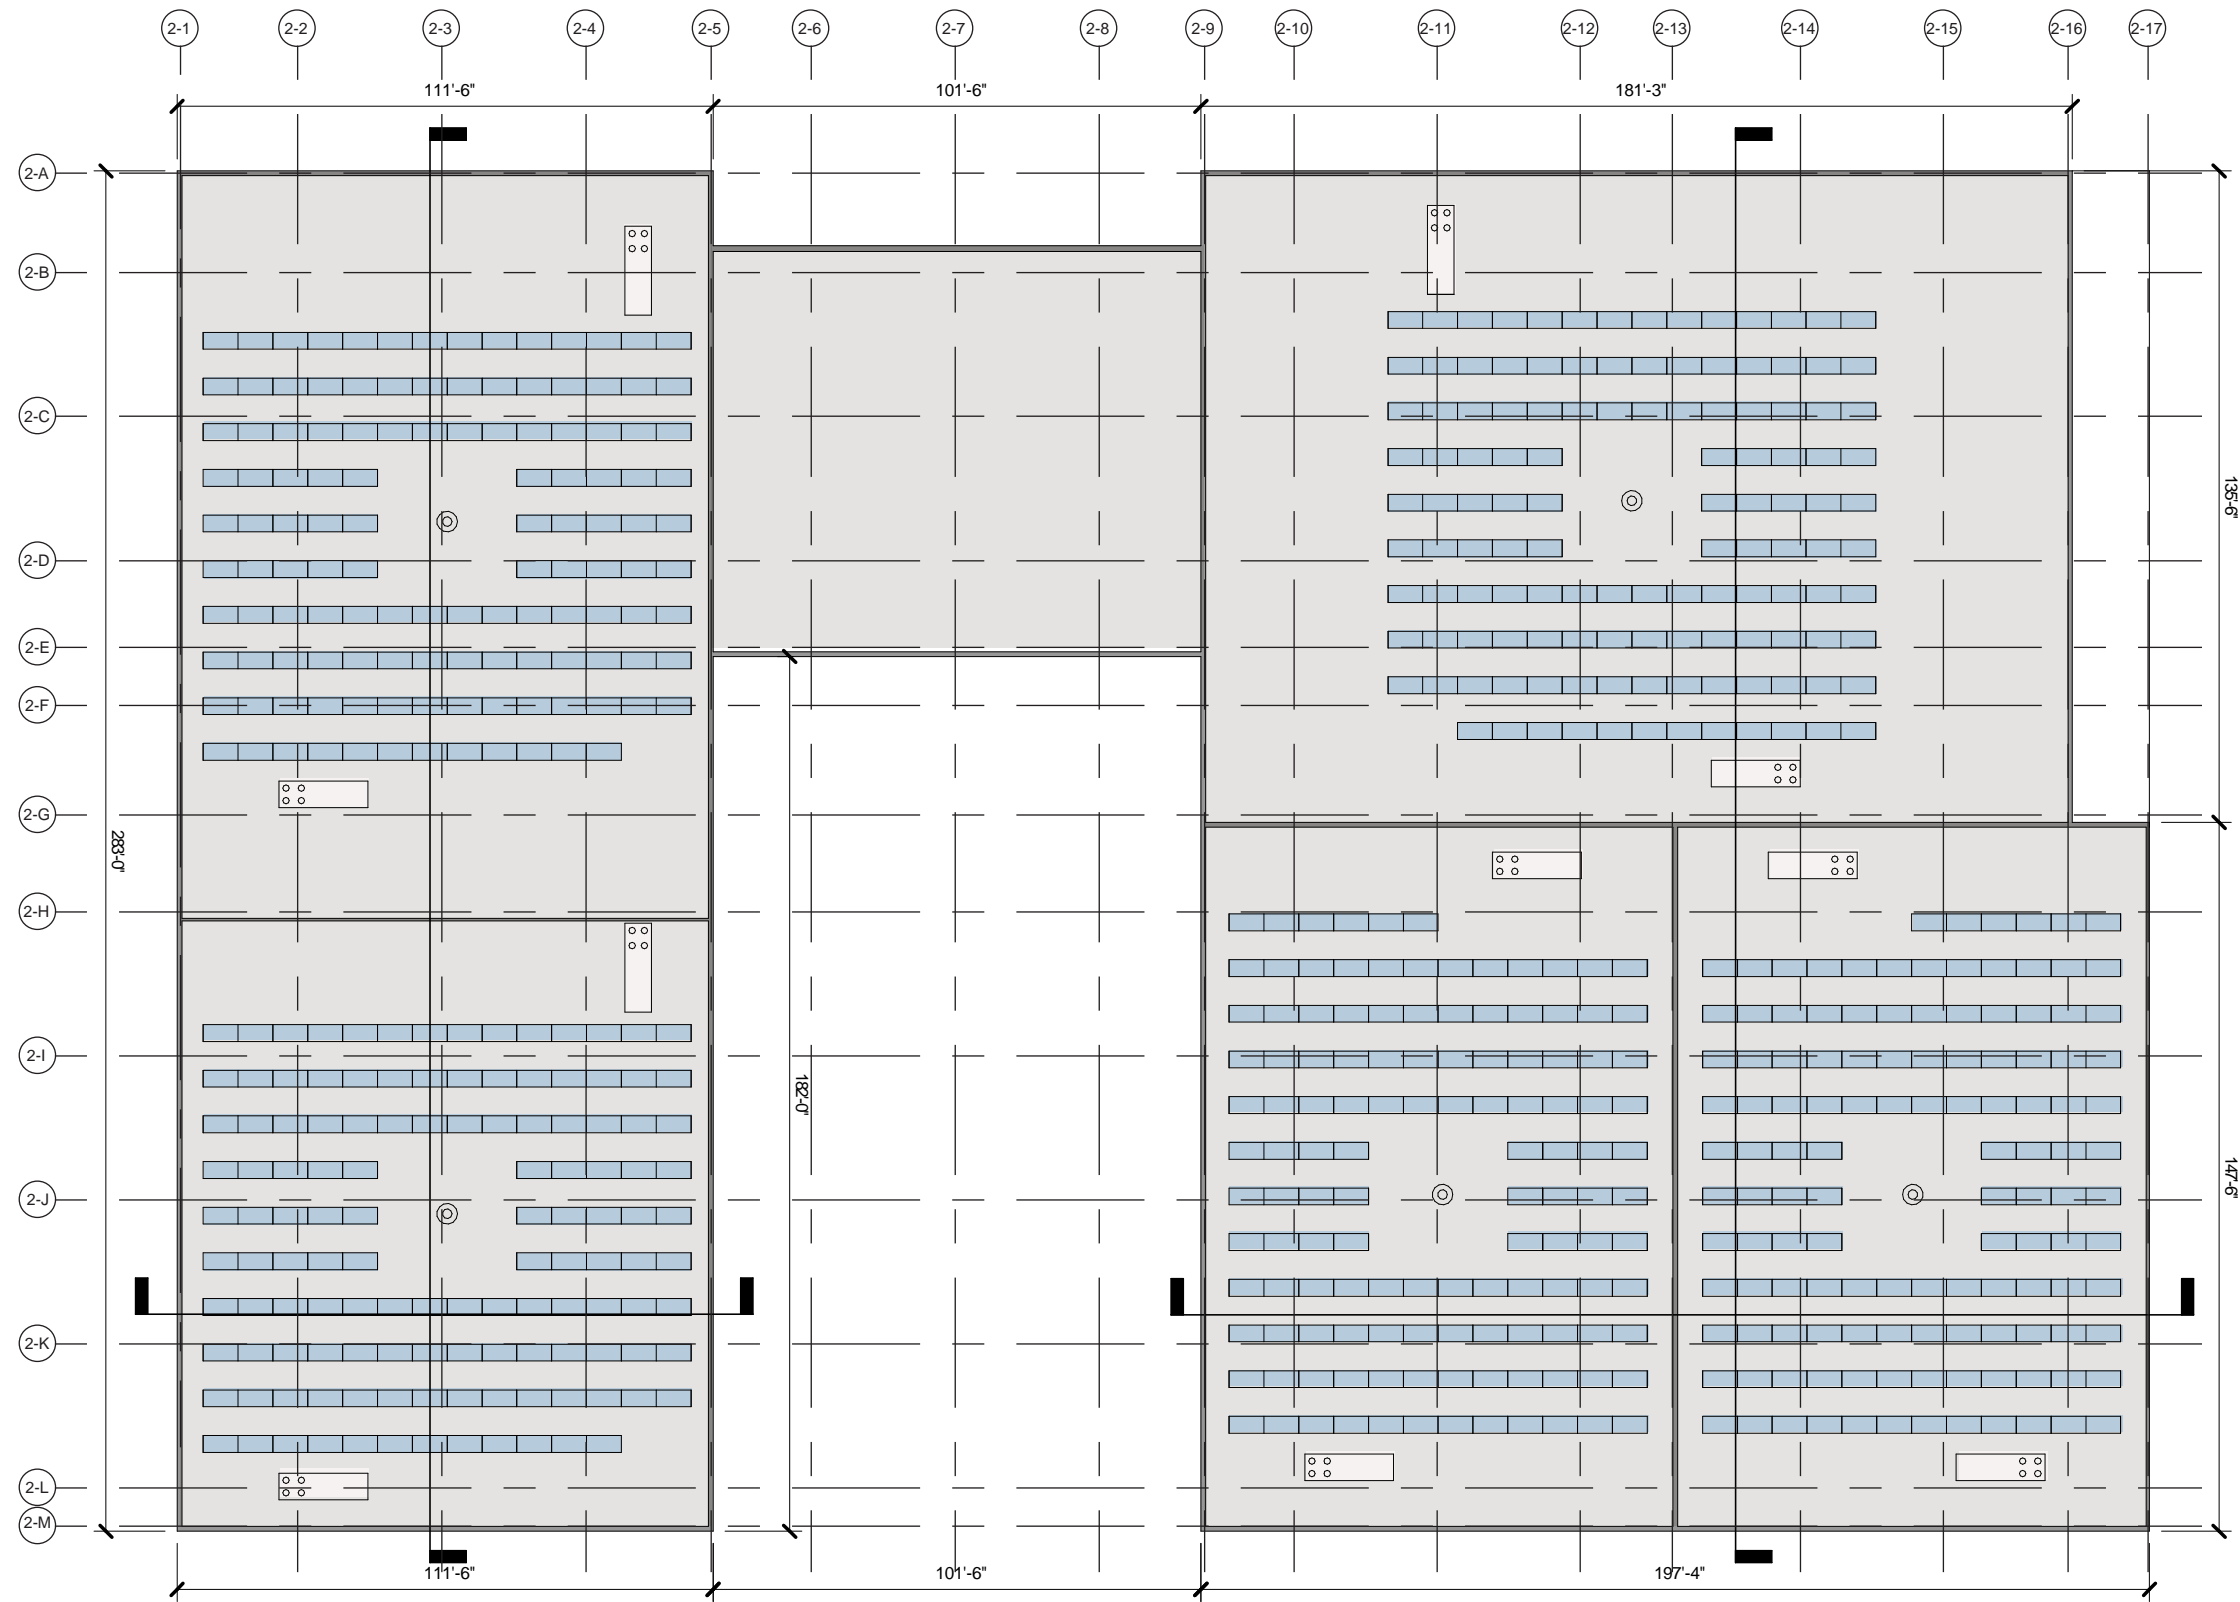 2-1 2-2 2-3 2-4 2-5 2-6 2-7 2-8 2-9 2-10 2-11 2-12 2-13 2-14 2-15 2-16 2-17
111'-6" 101'-6" 181'-3"
2-A
2-B
2-C
135'-6"
2-D
2-E
2-F
2-G
283'-0"
2-H
2-I
182'-0"
147'-6"
2-J
2-K
2-L
2-M
111'-6" 101'-6" 197'-4"